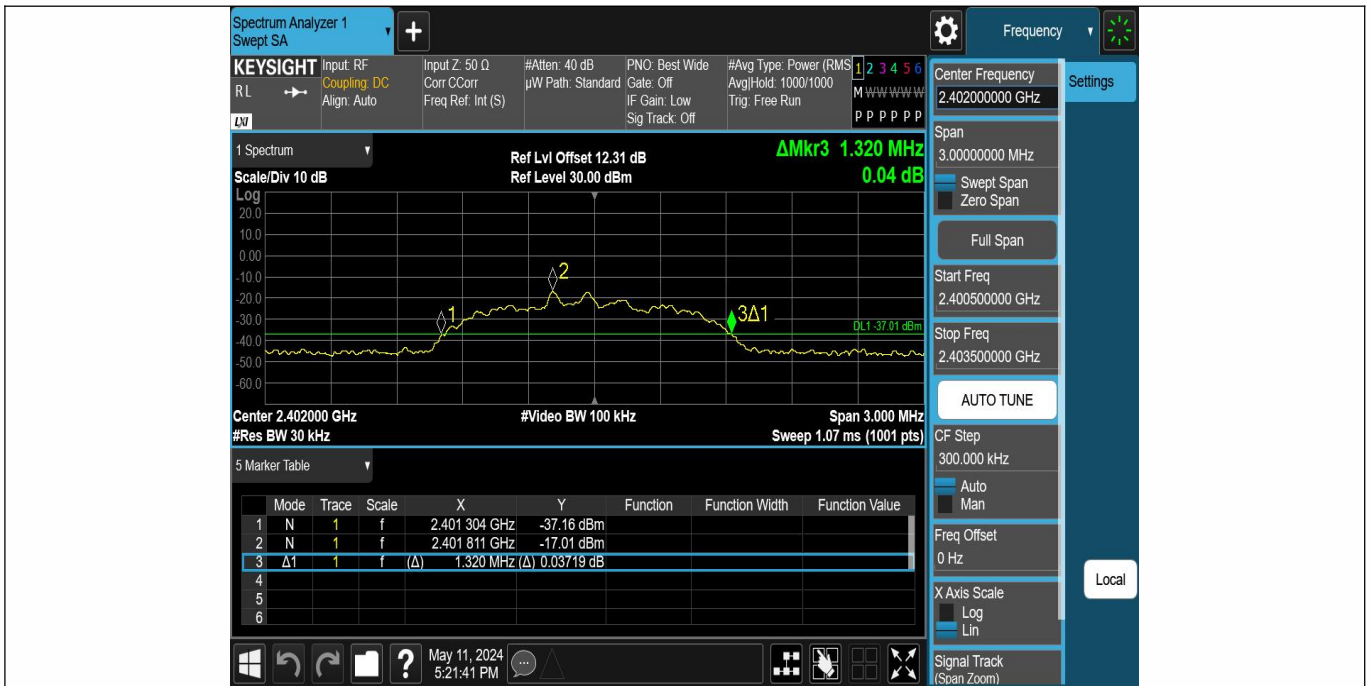 Spectrum Analyzer 1
Swept SA
+
Frequency
KEYSIGHT
RL
LXI
Input: RF
Coupling: DC
Align: Auto
Input Z: 50 Ω
Corr CCorr
Freq Ref: Int (S)
#Atten: 40 dB
µW Path: Standard
PNO: Best Wide
Gate: Off
IF Gain: Low
Sig Track: Off
#Avg Type: Power (RMS
Avg|Hold: 1000/1000
Trig: Free Run
1 2 3 4 5 6
M W W W W W
P P P P P P
1 Spectrum
Scale/Div 10 dB
Ref Lvl Offset 12.31 dB
Ref Level 30.00 dBm
ΔMkr3 1.320 MHz
0.04 dB
Log
20.0
10.0
0.00
-10.0
-20.0
-30.0
-40.0
-50.0
-60.0
1
2
3Δ1
DL1 -37.01 dBm
Center 2.402000 GHz
#Video BW 100 kHz
Span 3.000 MHz
#Res BW 30 kHz
Sweep 1.07 ms (1001 pts)
5 Marker Table
Mode Trace Scale X Y Function Function Width Function Value
1 N 1 f 2.401 304 GHz -37.16 dBm
2 N 1 f 2.401 811 GHz -17.01 dBm
3 Δ1 1 f (Δ) 1.320 MHz (Δ) 0.03719 dB
4
5
6
?
May 11, 2024
5:21:41 PM
Center Frequency
2.402000000 GHz
Span
3.00000000 MHz
Swept Span
Zero Span
Full Span
Start Freq
2.400500000 GHz
Stop Freq
2.403500000 GHz
AUTO TUNE
CF Step
300.000 kHz
Auto
Man
Freq Offset
0 Hz
X Axis Scale
Log
Lin
Signal Track
(Span Zoom)
Settings
Local